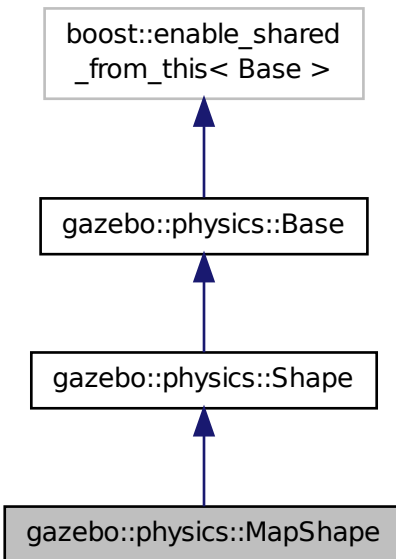 boost::enable_shared
_from_this< Base >
gazebo::physics::Base
gazebo::physics::Shape
gazebo::physics::MapShape